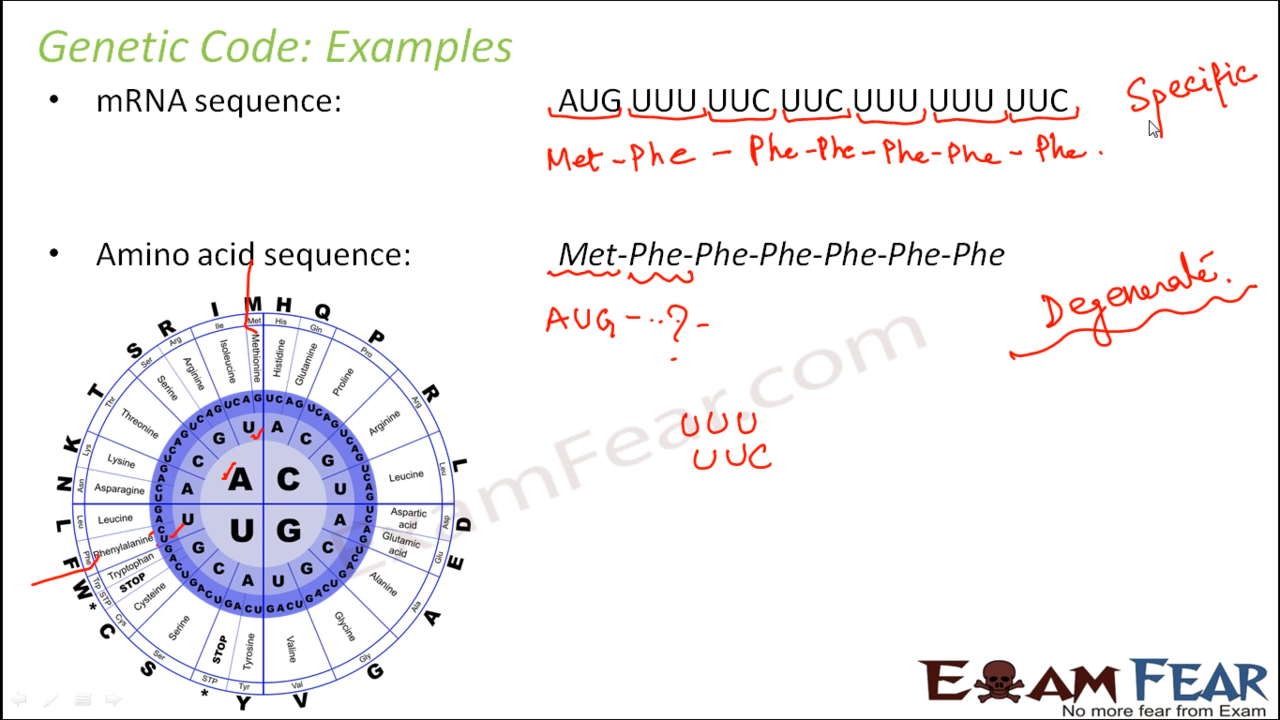 Genetic Code: Examples
• mRNA sequence: AUG UUU UUC UUC UUU UUU UUC
Specific
Met - Phe - Phe - Phe - Phe - Phe - Phe.
• Amino acid sequence: Met-Phe-Phe-Phe-Phe-Phe-Phe
AUG - ..? -
Degenerate.
UUU
UUC
ExamFear.com
I M H Q
R P
S R
T
K L
N D
L E
F A
W G
* V
C Y
S *
Ile Met His Gln
Arg Pro
Ser Arg
Thr
Lys Leu
Asn Asp
Leu Glu
Phe Ala
Trp Gly
STP Val
Cys Tyr
Ser STP
Isoleucine
Methionine
Histidine
Glutamine
Proline
Arginine
Leucine
Aspartic
acid
Glutamic
acid
Alanine
Glycine
Valine
Tyrosine
STOP
Serine
Cysteine
STOP
Tryptophan
Phenylalanine
Leucine
Asparagine
Lysine
Threonine
Serine
Arginine
G U A C
C G
A U
U A
G C
C A U G
A C
U G
EXAM FEAR
No more fear from Exam